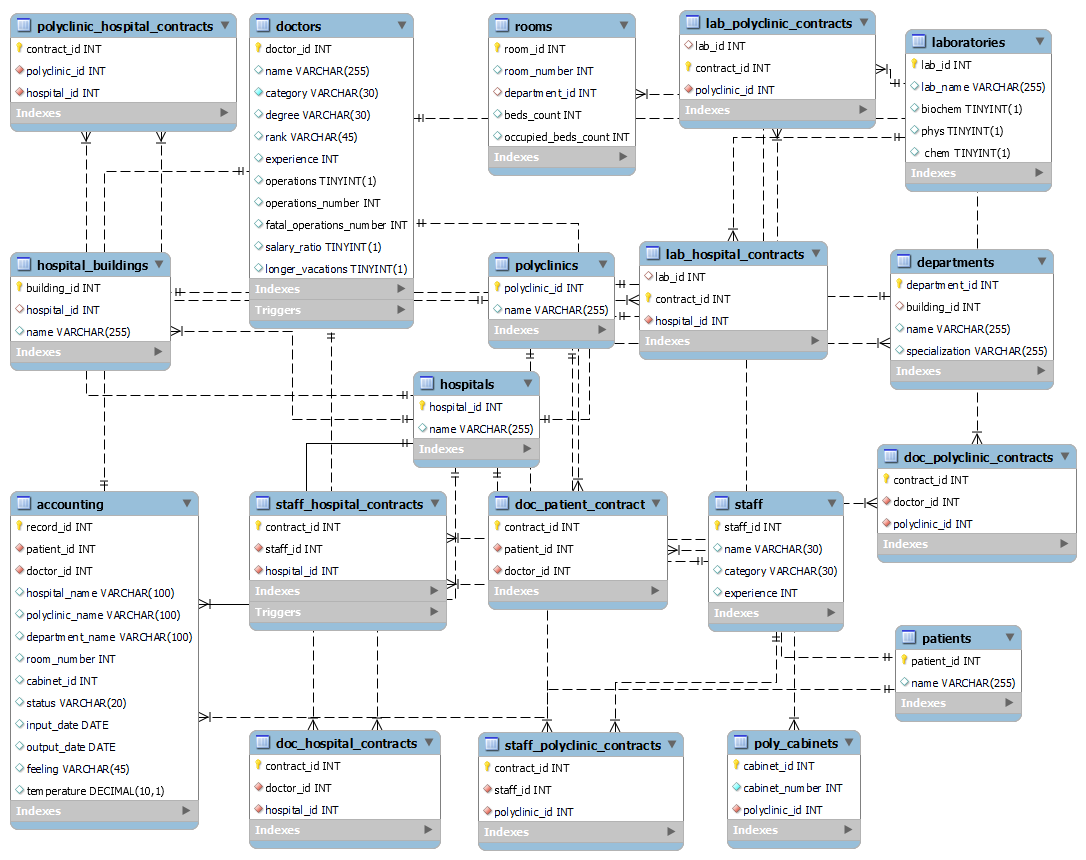 polyclinic_hospital_contracts
contract_id INT
polyclinic_id INT
hospital_id INT
Indexes
doctors
doctor_id INT
name VARCHAR(255)
category VARCHAR(30)
degree VARCHAR(30)
rank VARCHAR(45)
experience INT
operations TINYINT(1)
operations_number INT
fatal_operations_number INT
salary_ratio TINYINT(1)
longer_vacations TINYINT(1)
Indexes
Triggers
rooms
room_id INT
room_number INT
department_id INT
beds_count INT
occupied_beds_count INT
Indexes
lab_polyclinic_contracts
lab_id INT
contract_id INT
polyclinic_id INT
Indexes
laboratories
lab_id INT
lab_name VARCHAR(255)
biochem TINYINT(1)
phys TINYINT(1)
chem TINYINT(1)
Indexes
hospital_buildings
building_id INT
hospital_id INT
name VARCHAR(255)
Indexes
polyclinics
polyclinic_id INT
name VARCHAR(255)
Indexes
lab_hospital_contracts
lab_id INT
contract_id INT
hospital_id INT
Indexes
departments
department_id INT
building_id INT
name VARCHAR(255)
specialization VARCHAR(255)
Indexes
hospitals
hospital_id INT
name VARCHAR(255)
Indexes
doc_polyclinic_contracts
contract_id INT
doctor_id INT
polyclinic_id INT
Indexes
accounting
record_id INT
patient_id INT
doctor_id INT
hospital_name VARCHAR(100)
polyclinic_name VARCHAR(100)
department_name VARCHAR(100)
room_number INT
cabinet_id INT
status VARCHAR(20)
input_date DATE
output_date DATE
feeling VARCHAR(45)
temperature DECIMAL(10,1)
Indexes
staff_hospital_contracts
contract_id INT
staff_id INT
hospital_id INT
Indexes
Triggers
doc_patient_contract
contract_id INT
patient_id INT
doctor_id INT
Indexes
staff
staff_id INT
name VARCHAR(30)
category VARCHAR(30)
experience INT
Indexes
patients
patient_id INT
name VARCHAR(255)
Indexes
doc_hospital_contracts
contract_id INT
doctor_id INT
hospital_id INT
Indexes
staff_polyclinic_contracts
contract_id INT
staff_id INT
polyclinic_id INT
Indexes
poly_cabinets
cabinet_id INT
cabinet_number INT
polyclinic_id INT
Indexes